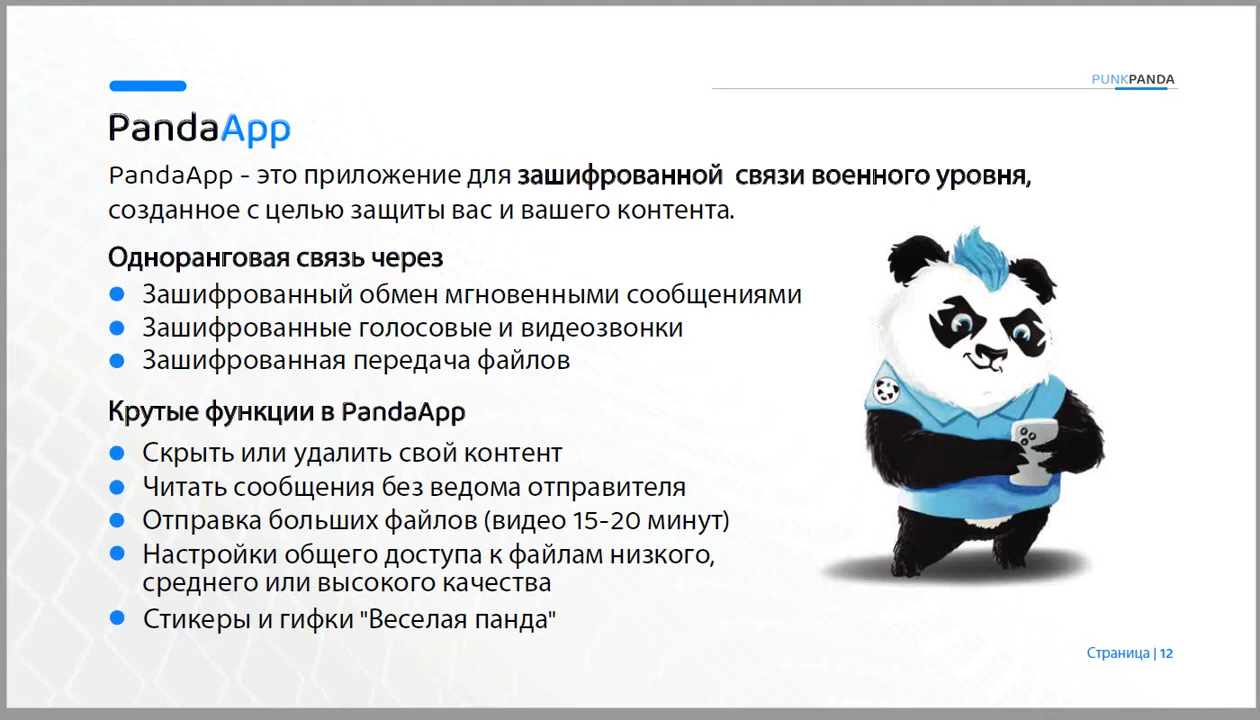 PUNKPANDA
PandaApp
PandaApp - это приложение для зашифрованной связи военного уровня,
созданное с целью защиты вас и вашего контента.
Одноранговая связь через
Зашифрованный обмен мгновенными сообщениями
Зашифрованные голосовые и видеозвонки
Зашифрованная передача файлов
Крутые функции в PandaApp
Скрыть или удалить свой контент
Читать сообщения без ведома отправителя
Отправка больших файлов (видео 15-20 минут)
Настройки общего доступа к файлам низкого,
среднего или высокого качества
Стикеры и гифки "Веселая панда"
Страница | 12